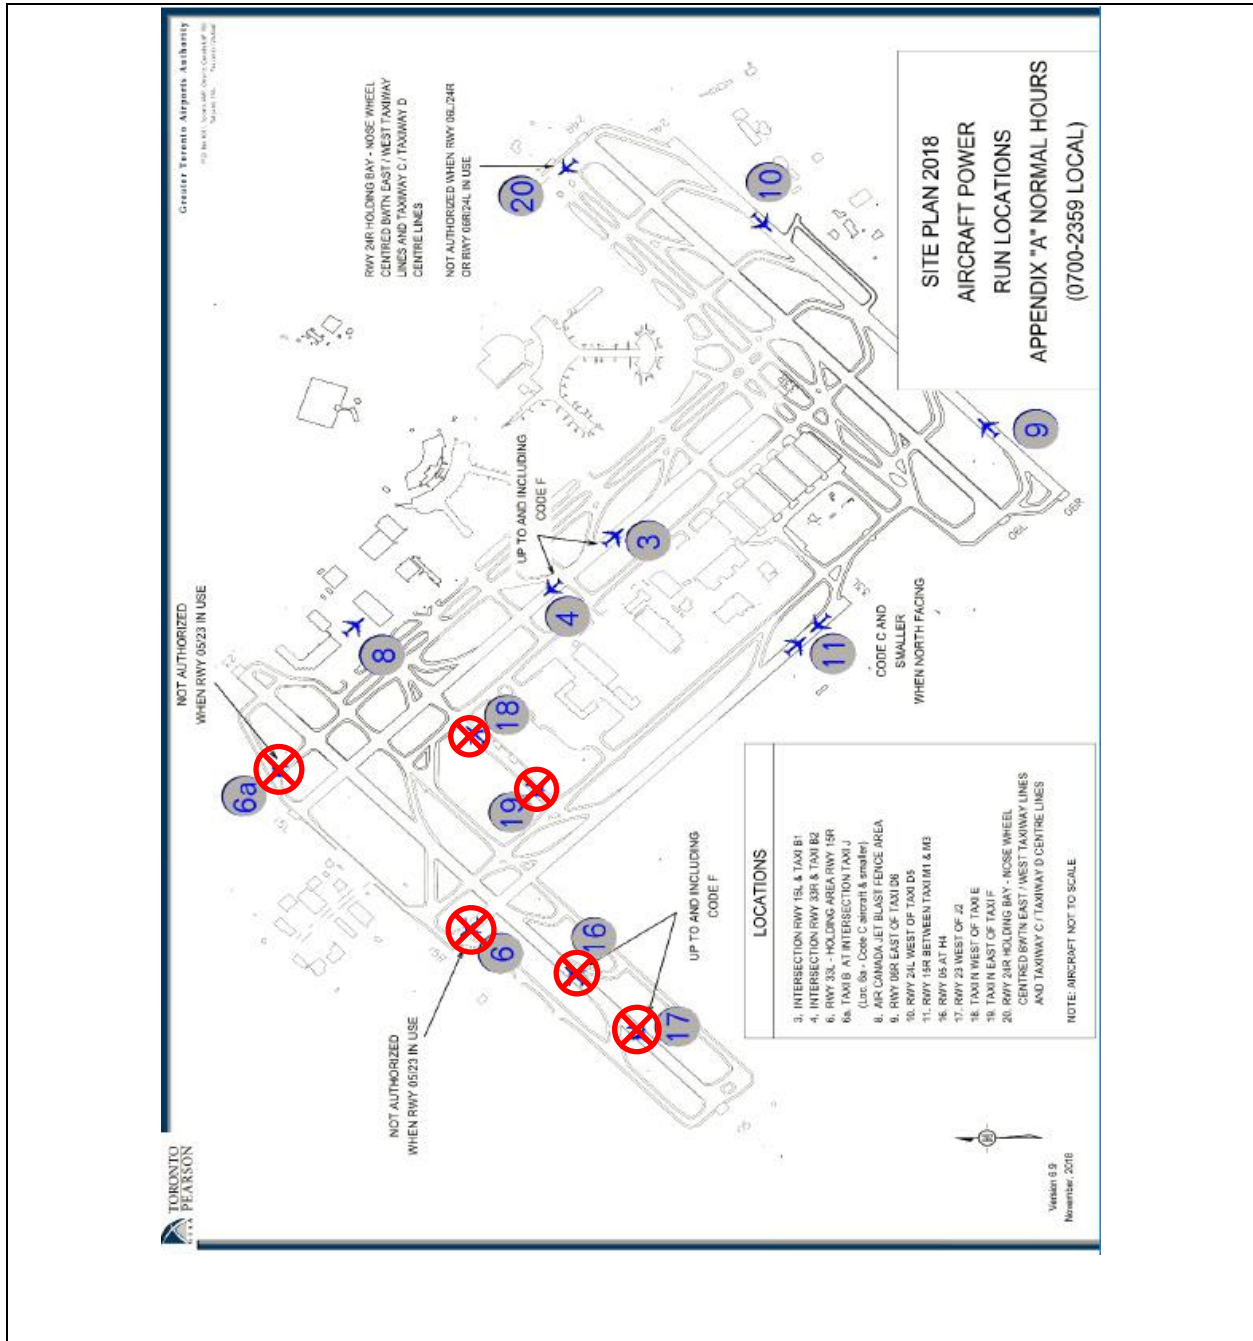 TORONTO
PEARSON
GTAA
Greater Toronto Airports Authority
SITE PLAN 2018
AIRCRAFT POWER
RUN LOCATIONS
APPENDIX "A" NORMAL HOURS
(0700-2359 LOCAL)
RWY 24R HOLDING BAY - NOSE WHEEL
CENTRED BWTN EAST / WEST TAXIWAY
LINES AND TAXIWAY C / TAXIWAY D
CENTRE LINES
NOT AUTHORIZED WHEN RWY 06L/24R
OR RWY 06R/24L IN USE
20
10
9
UP TO AND INCLUDING
CODE F
3
4
NOT AUTHORIZED
WHEN RWY 05/23 IN USE
8
6a
18
19
11
CODE C AND
SMALLER
WHEN NORTH FACING
NOT AUTHORIZED
WHEN RWY 05/23 IN USE
6
16
17
UP TO AND INCLUDING
CODE F
23
15L
15R
33L
06L
06R
LOCATIONS
3. INTERSECTION RWY 15L & TAXI B1
4. INTERSECTION RWY 33R & TAXI B2
6. RWY 33L - HOLDING AREA RWY 15R
6a. TAXI B AT INTERSECTION TAXI J
(Loc. 6a - Code C aircraft & smaller)
8. AIR CANADA JET BLAST FENCE AREA
9. RWY 06R EAST OF TAXI D6
10. RWY 24L WEST OF TAXI D5
11. RWY 15R BETWEEN TAXI M1 & M3
16. RWY 05 AT H4
17. RWY 23 WEST OF J2
18. TAXI N WEST OF TAXI E
19. TAXI N EAST OF TAXI F
20. RWY 24R HOLDING BAY - NOSE WHEEL
CENTRED BWTN EAST / WEST TAXIWAY LINES
AND TAXIWAY C / TAXIWAY D CENTRE LINES
NOTE: AIRCRAFT NOT TO SCALE
Version 6.9
November, 2018